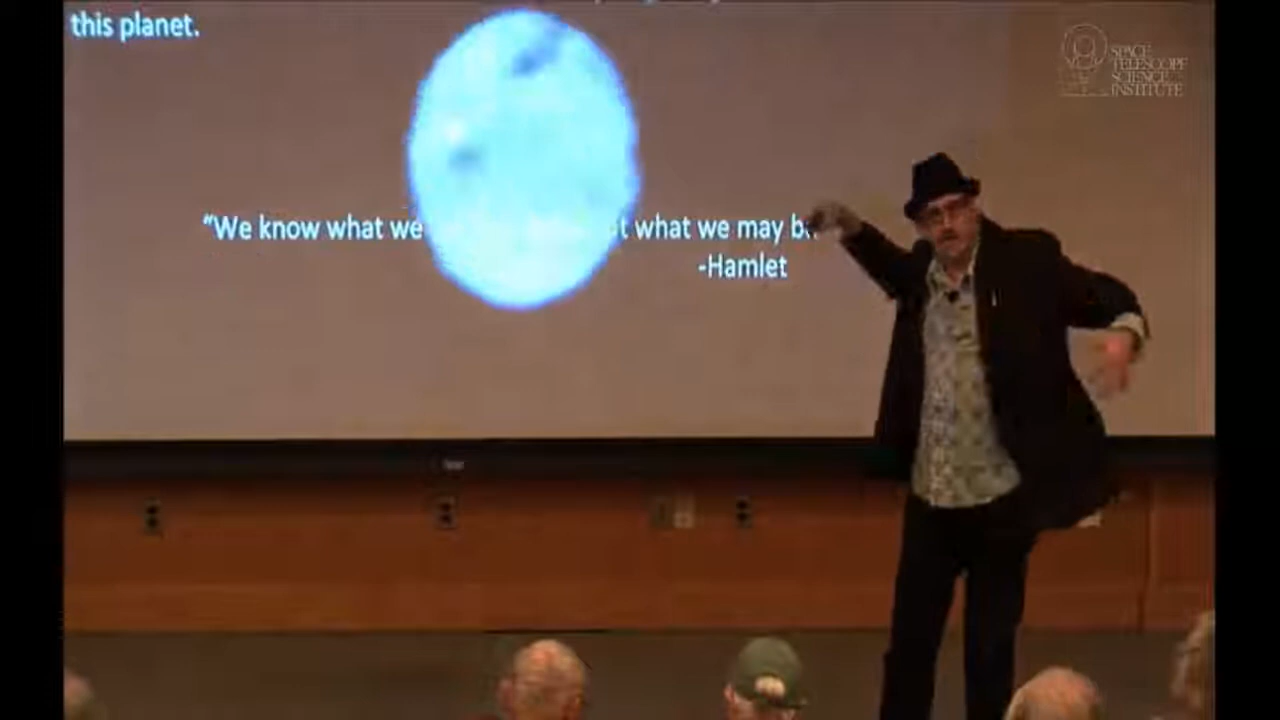 this planet.
SPACE
TELESCOPE
SCIENCE
INSTITUTE
“We know what we t what we may b
-Hamlet